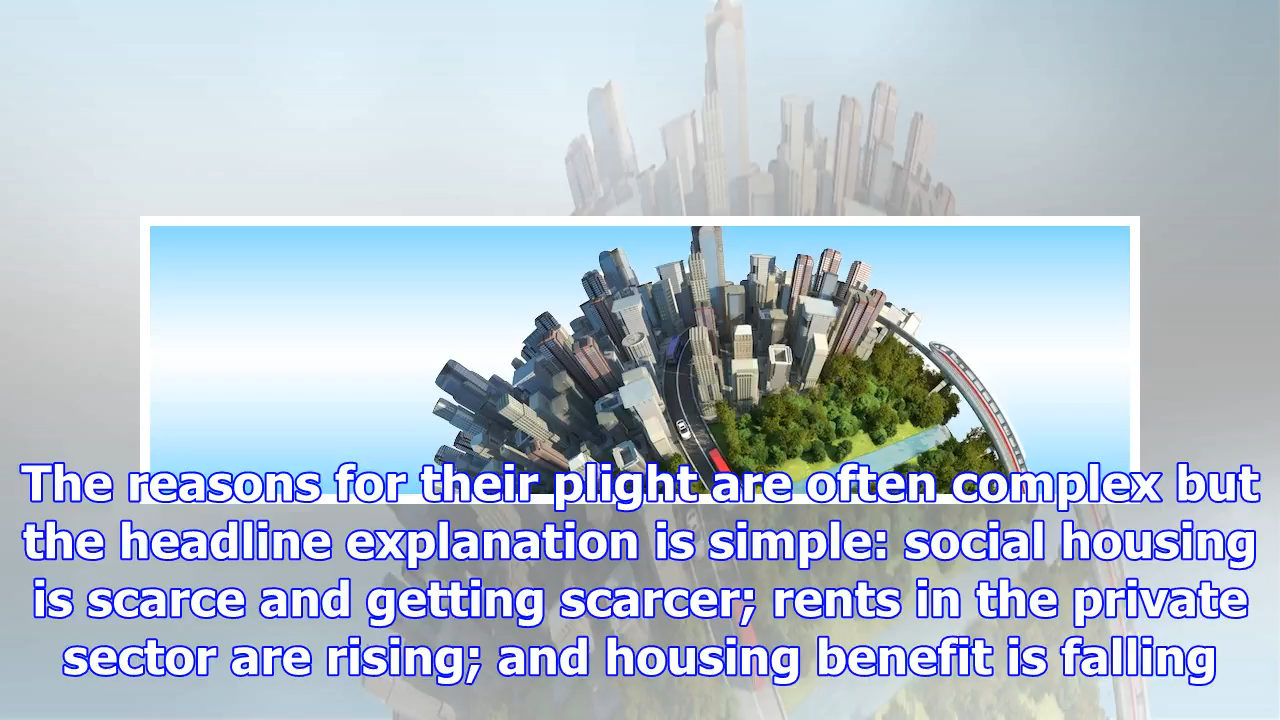 The reasons for their plight are often complex but
the headline explanation is simple: social housing
is scarce and getting scarcer; rents in the private
sector are rising; and housing benefit is falling